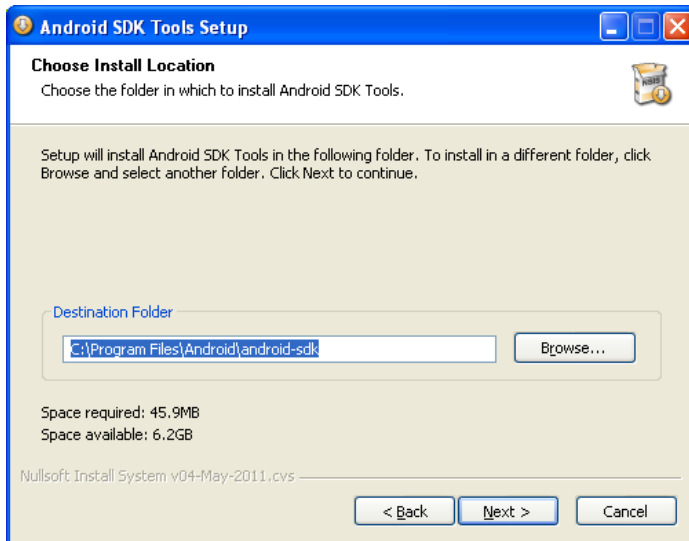 Android SDK Tools Setup
Choose Install Location
Choose the folder in which to install Android SDK Tools.
Setup will install Android SDK Tools in the following folder. To install in a different folder, click
Browse and select another folder. Click Next to continue.
Destination Folder
C:\Program Files\Android\android-sdk
Browse...
Space required: 45.9MB
Space available: 6.2GB
Nullsoft Install System v04-May-2011.cvs
< Back
Next >
Cancel